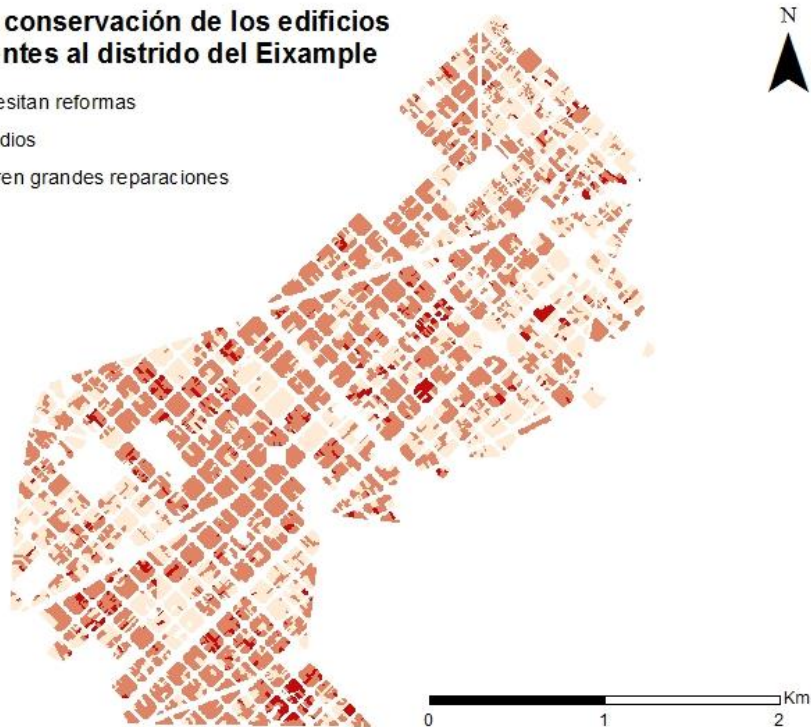 conservación de los edificios
ntes al distrido del Eixample
esitan reformas
dios
ren grandes reparaciones
N
Km
0 1 2